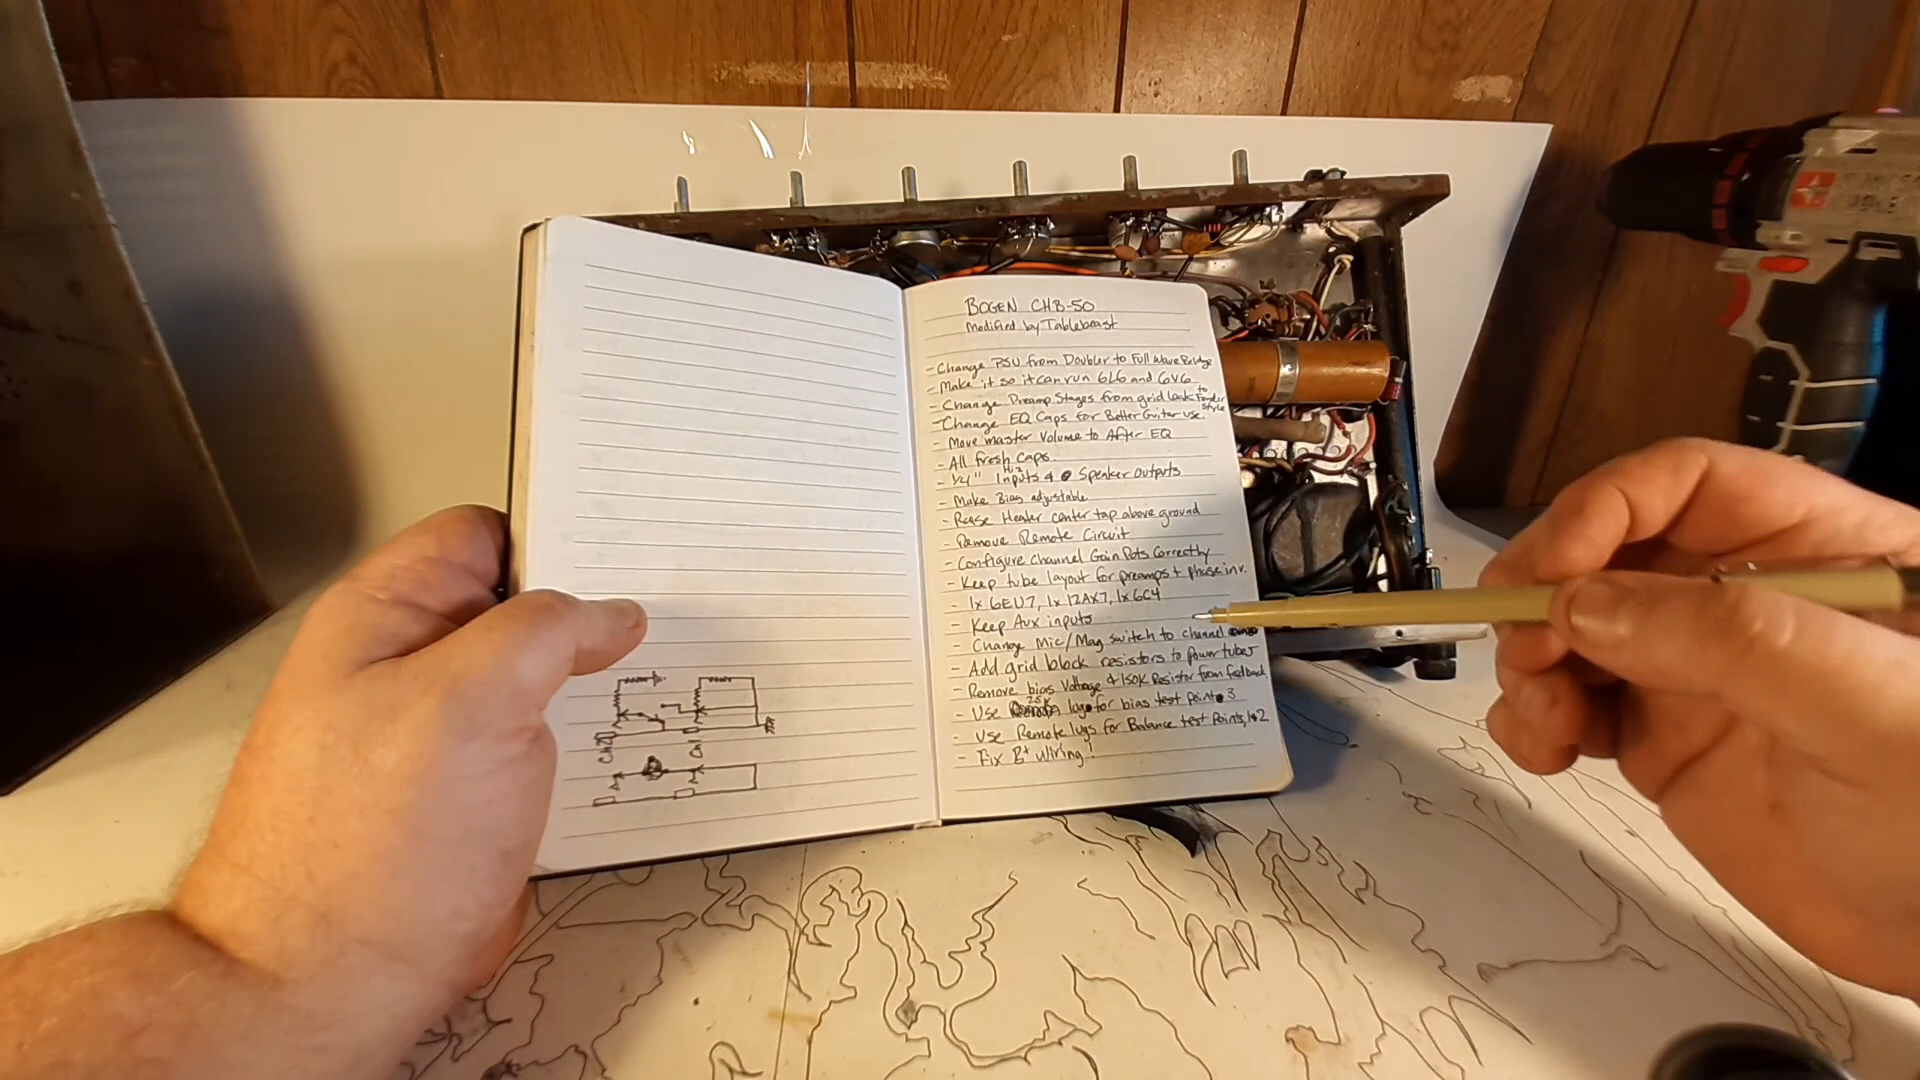 BOGEN CHB-50
Modified by Tablebeast
- Change PSU from Doubler to Full Wave Bridge
- Make it so it can run 6L6 and 6V6
- Change Preamp Stages from grid leak to Fender style
- Change EQ Caps for Better Guitar use
- Move master Volume to After EQ
- All fresh caps
- 1/4" Hi Z Inputs & Speaker Outputs
- Make Bias adjustable
- Raise Heater center tap above ground
- Remove Remote Circuit
- Configure Channel Gain Pots Correctly
- Keep tube layout for preamps + phase inv.
- 1x 6EU7, 1x 12AX7, 1x 6C4
- Keep Aux inputs
- Change Mic/Mag switch to channel
- Add grid block resistors to power tubes
- Remove bias Voltage & 150K Resistor from feedback
- Use 25V lug for bias test point 3
- Use Remote lugs for Balance test Points, 1&2
- Fix B+ Wiring!
Ch2
Ch1